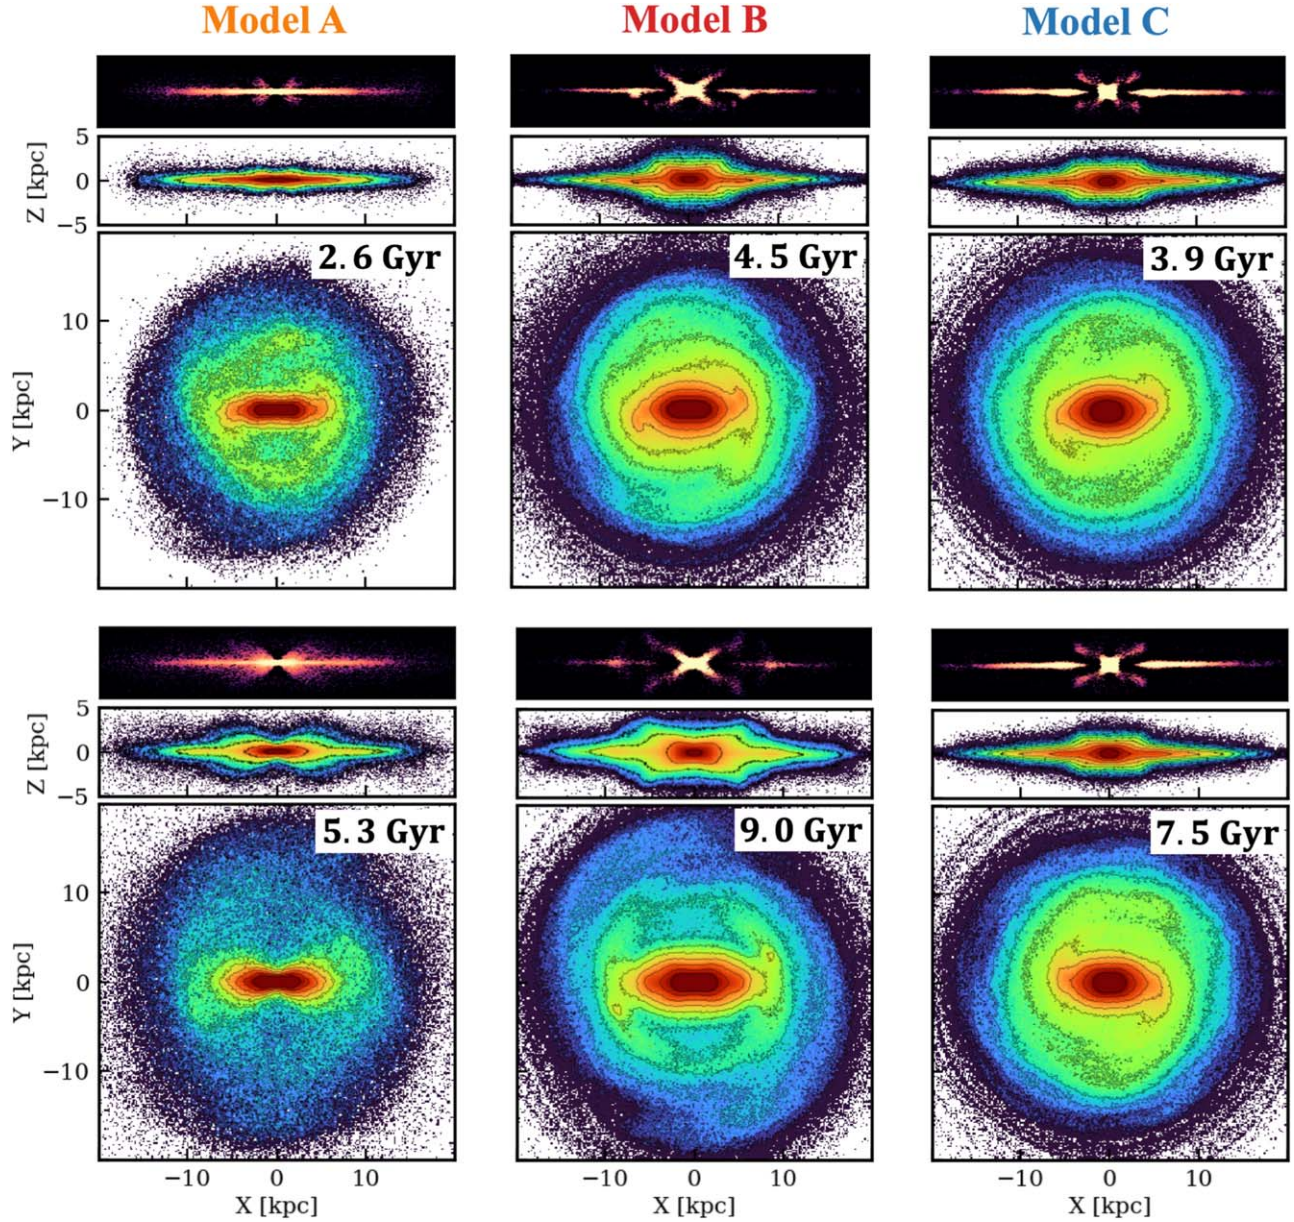 Model A Model B Model C
5
Z [kpc]
0
−5
2.6 Gyr 4.5 Gyr 3.9 Gyr
10
Y [kpc]
0
−10
5
Z [kpc]
0
−5
5.3 Gyr 9.0 Gyr 7.5 Gyr
10
Y [kpc]
0
−10
−10 0 10 −10 0 10 −10 0 10
X [kpc] X [kpc] X [kpc]